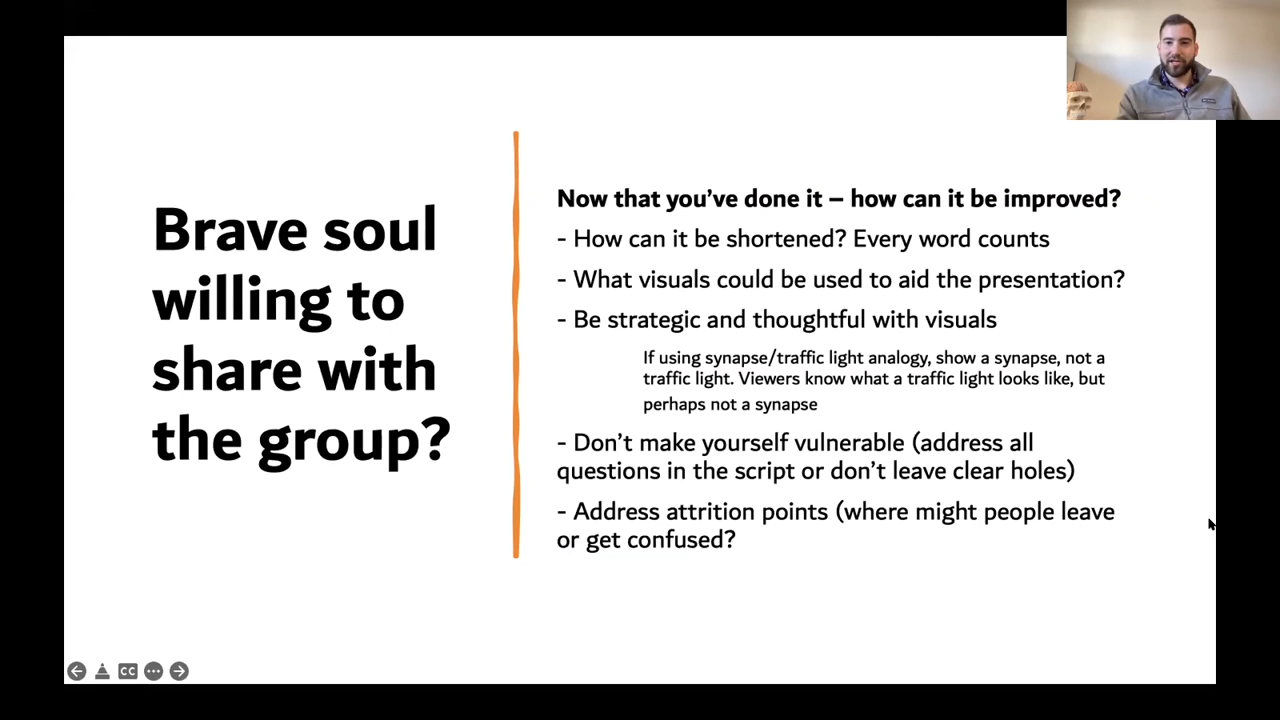 Brave soul
willing to
share with
the group?
Now that you’ve done it – how can it be improved?
- How can it be shortened? Every word counts
- What visuals could be used to aid the presentation?
- Be strategic and thoughtful with visuals
If using synapse/traffic light analogy, show a synapse, not a
traffic light. Viewers know what a traffic light looks like, but
perhaps not a synapse
- Don’t make yourself vulnerable (address all
questions in the script or don’t leave clear holes)
- Address attrition points (where might people leave
or get confused?
CC